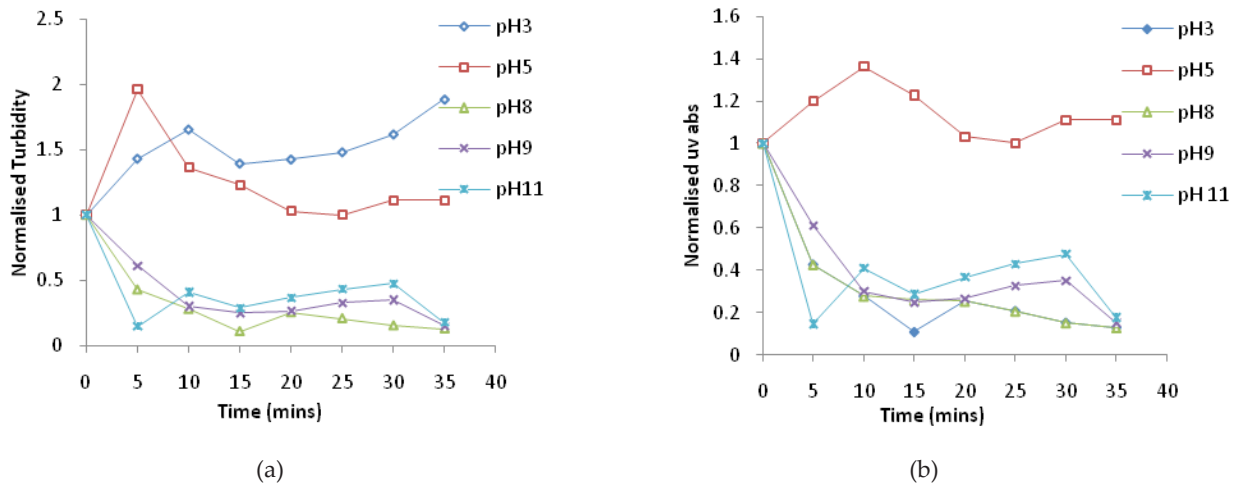 2.5
2
1.5
1
0.5
0
Normalised Turbidity
0 5 10 15 20 25 30 35 40
Time (mins)
pH3
pH5
pH8
pH9
pH11
(a)
1.6
1.4
1.2
1
0.8
0.6
0.4
0.2
0
Normalised uv abs
0 5 10 15 20 25 30 35 40
Time (mins)
pH3
pH5
pH8
pH9
pH 11
(b)